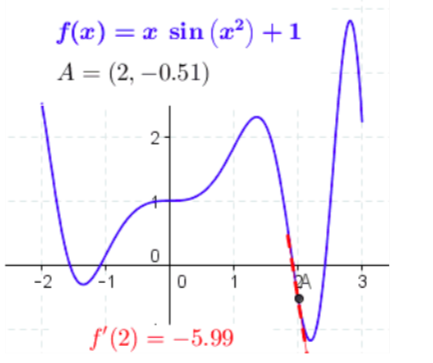 f(x) = x sin (x²) + 1
A = (2, −0.51)
2
1
0
−2 −1 0 1 2 A 3
f′(2) = −5.99